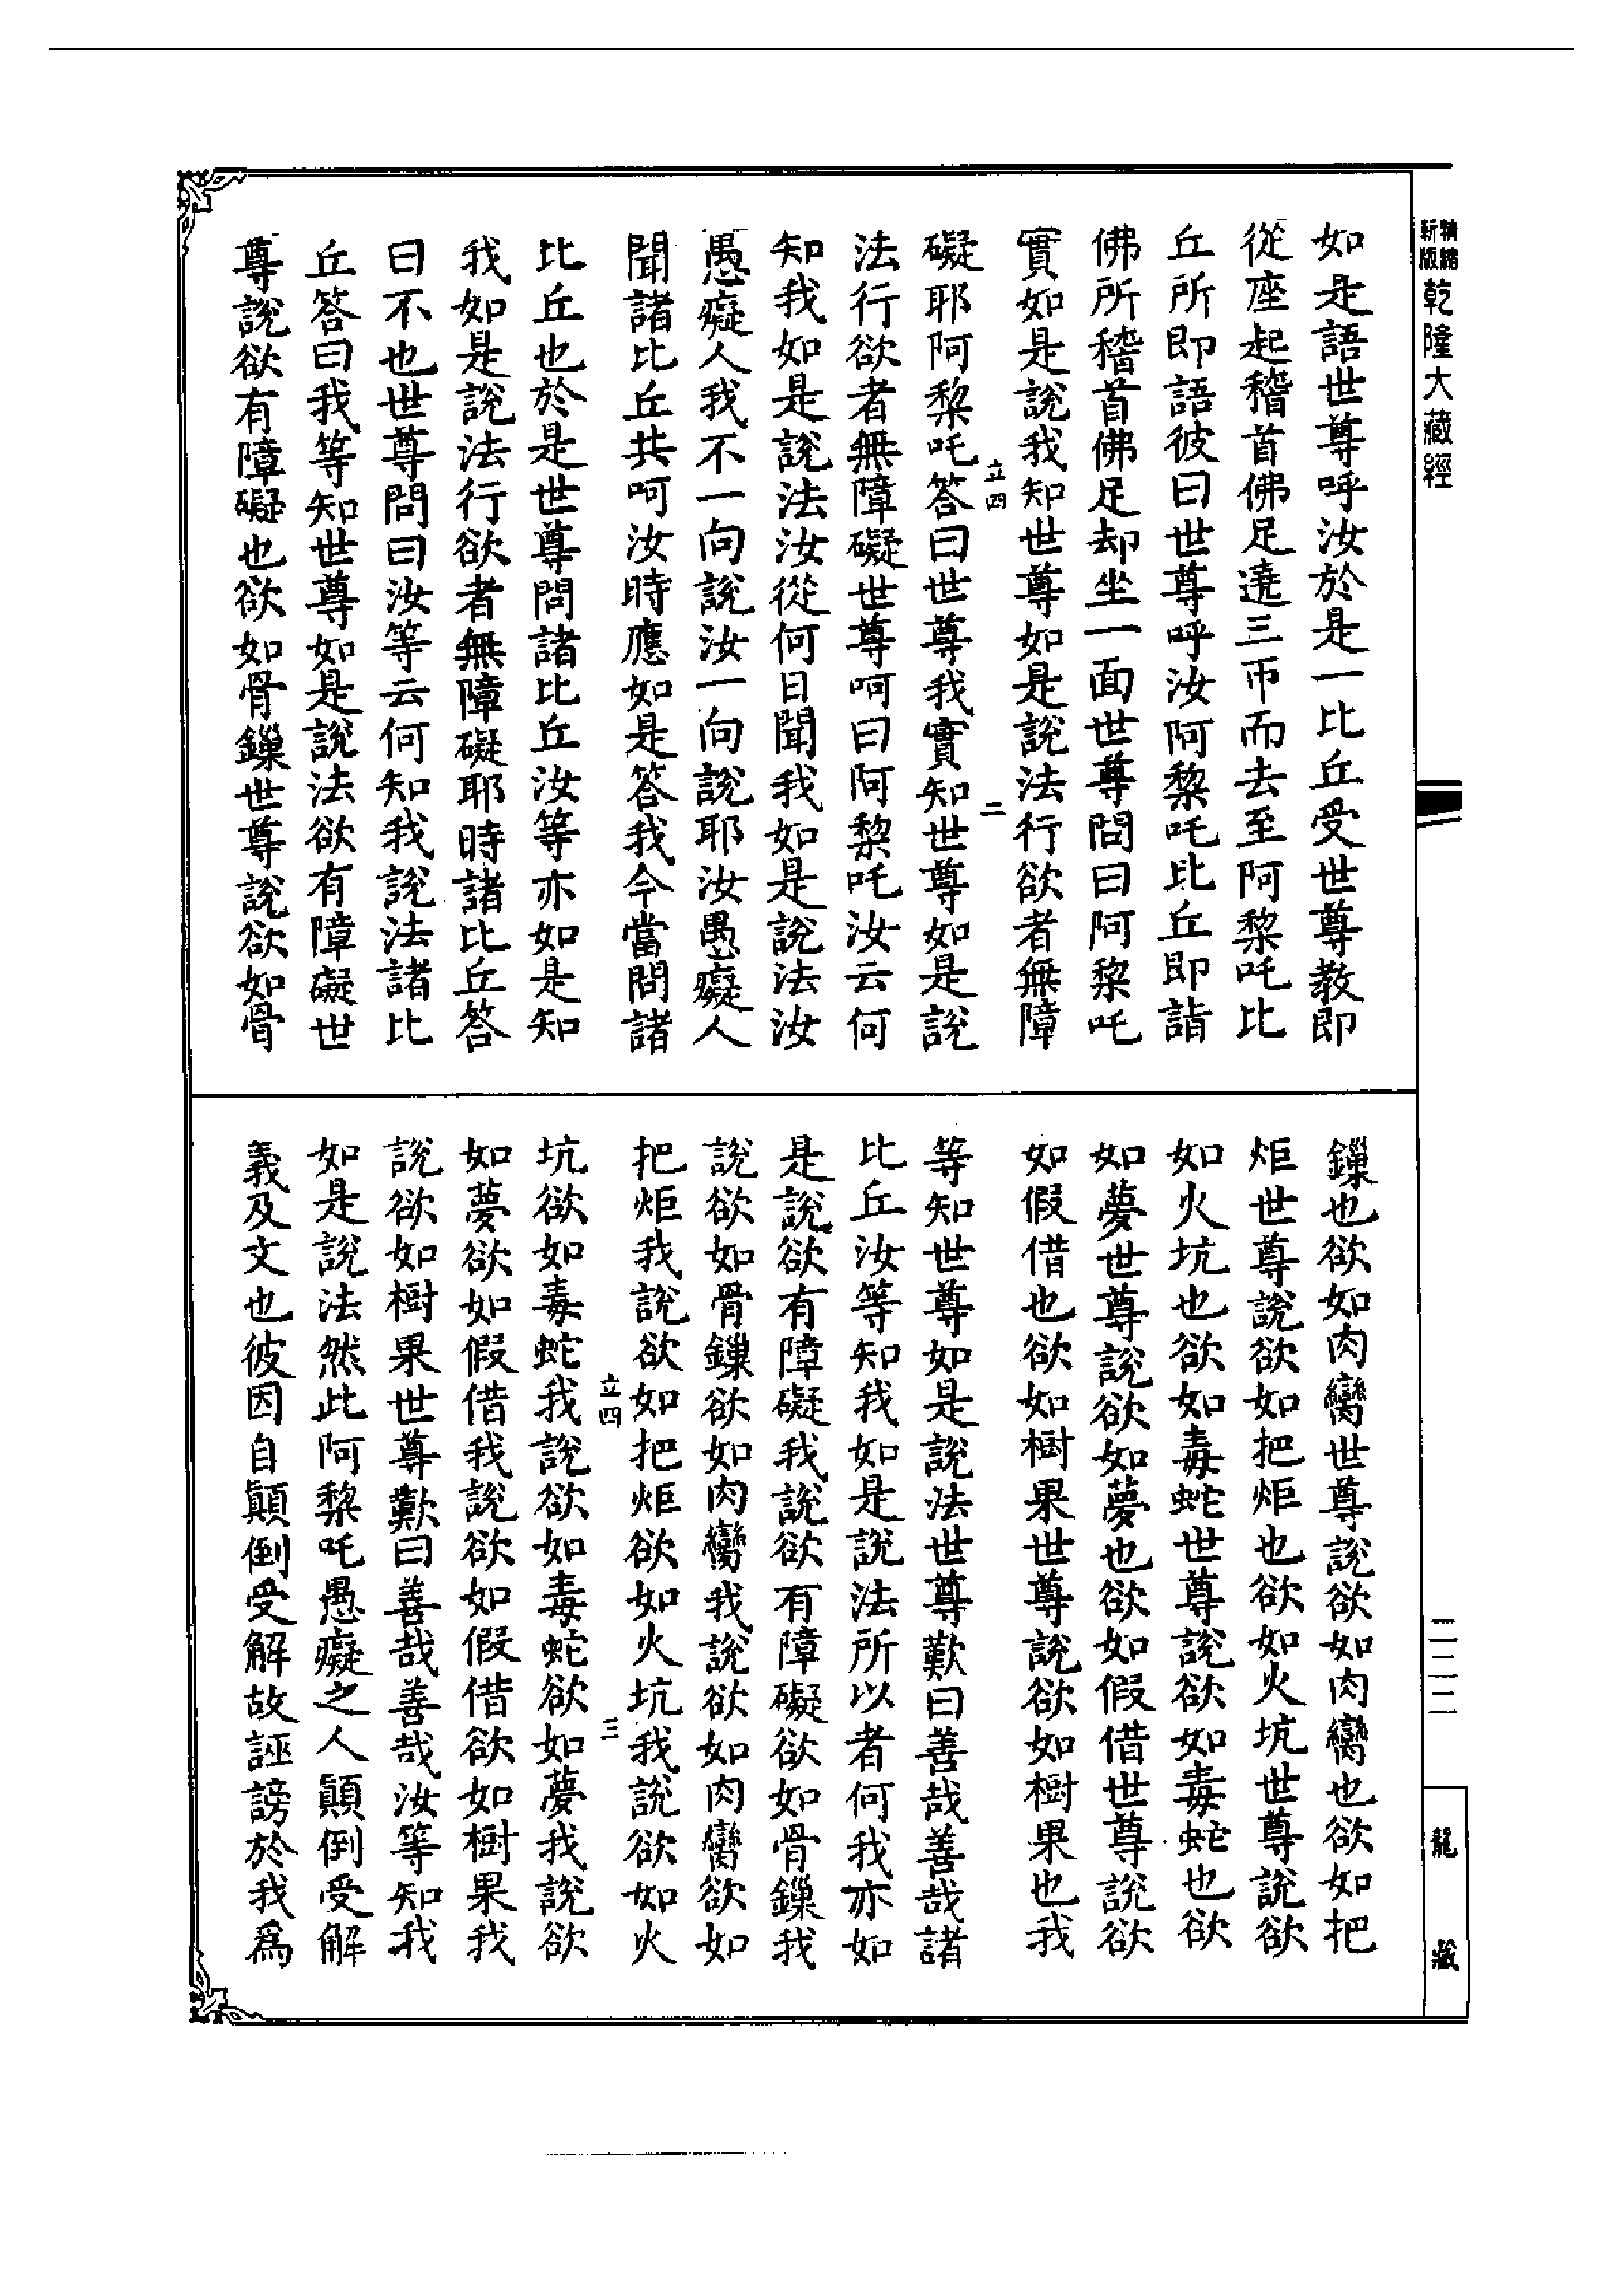 精縮
新版
乾隆大藏經
如是語世尊呼汝於是一比丘受世尊教即
從座起稽首佛足遶三帀而去至阿黎吒比
丘所即語彼曰世尊呼汝阿黎吒比丘即詣
佛所稽首佛足却坐一面世尊問曰阿黎吒
實如是說我知世尊如是說法行欲者無障
立四 二
礙耶阿黎吒答曰世尊我實知世尊如是說
法行欲者無障礙世尊呵曰阿黎吒汝云何
知我如是說法汝從何日聞我如是說法汝
愚癡人我不一向說汝一向說耶汝愚癡人
聞諸比丘共呵汝時應如是答我今當問諸
比丘也於是世尊問諸比丘汝等亦如是知
我如是說法行欲者無障礙耶時諸比丘答
曰不也世尊問曰汝等云何知我說法諸比
丘答曰我等知世尊如是說法欲有障礙世
尊說欲有障礙也欲如骨鏁世尊說欲如骨
鏁也欲如肉臠世尊說欲如肉臠也欲如把
炬世尊說欲如把炬也欲如火坑世尊說欲
如火坑也欲如毒蛇世尊說欲如毒蛇也欲
如夢世尊說欲如夢也欲如假借世尊說欲
如假借也欲如樹果世尊說欲如樹果也我
等知世尊如是說法世尊歎曰善哉善哉諸
比丘汝等知我如是說法所以者何我亦如
是說欲有障礙我說欲有障礙欲如骨鏁我
說欲如骨鏁欲如肉臠我說欲如肉臠欲如
把炬我說欲如把炬欲如火坑我說欲如火
立四 三
坑欲如毒蛇我說欲如毒蛇欲如夢我說欲
如夢欲如假借我說欲如假借欲如樹果我
說欲如樹果世尊歎曰善哉善哉汝等知我
如是說法然此阿黎吒愚癡之人顛倒受解
義及文也彼因自顛倒受解故誣謗於我為
二二二
龍藏